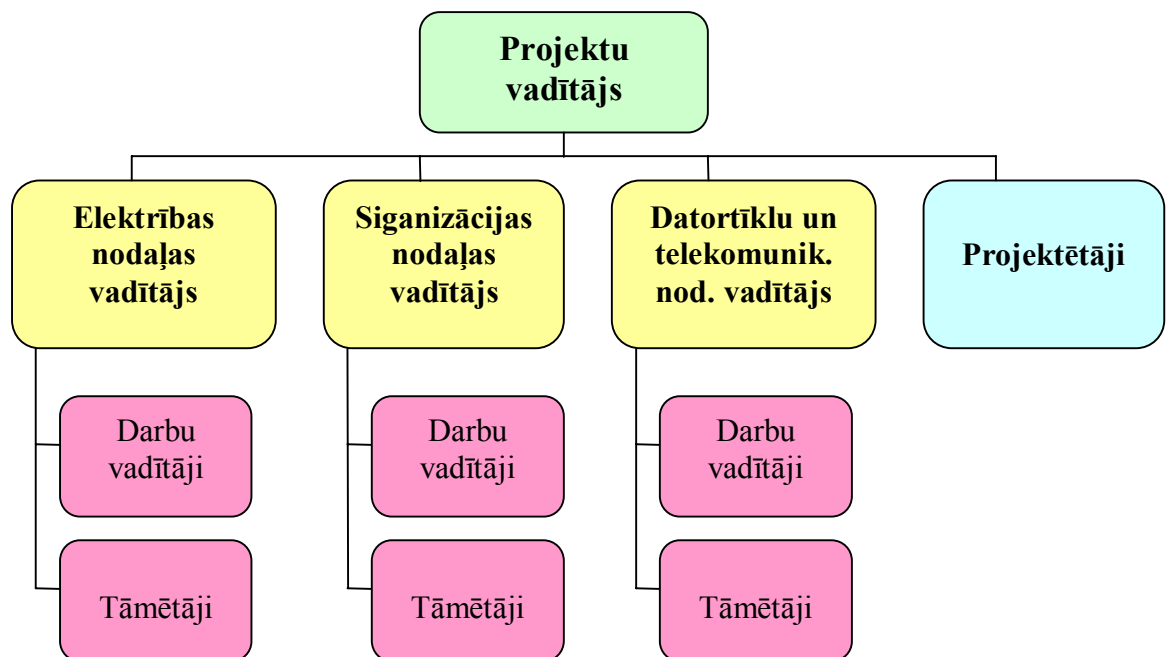 Projektu
vadītājs
Elektrības
nodaļas
vadītājs
Siganizācijas
nodaļas
vadītājs
Datortīklu un
telekomunik.
nod. vadītājs
Projektētāji
Darbu
vadītāji
Darbu
vadītāji
Darbu
vadītāji
Tāmētāji
Tāmētāji
Tāmētāji